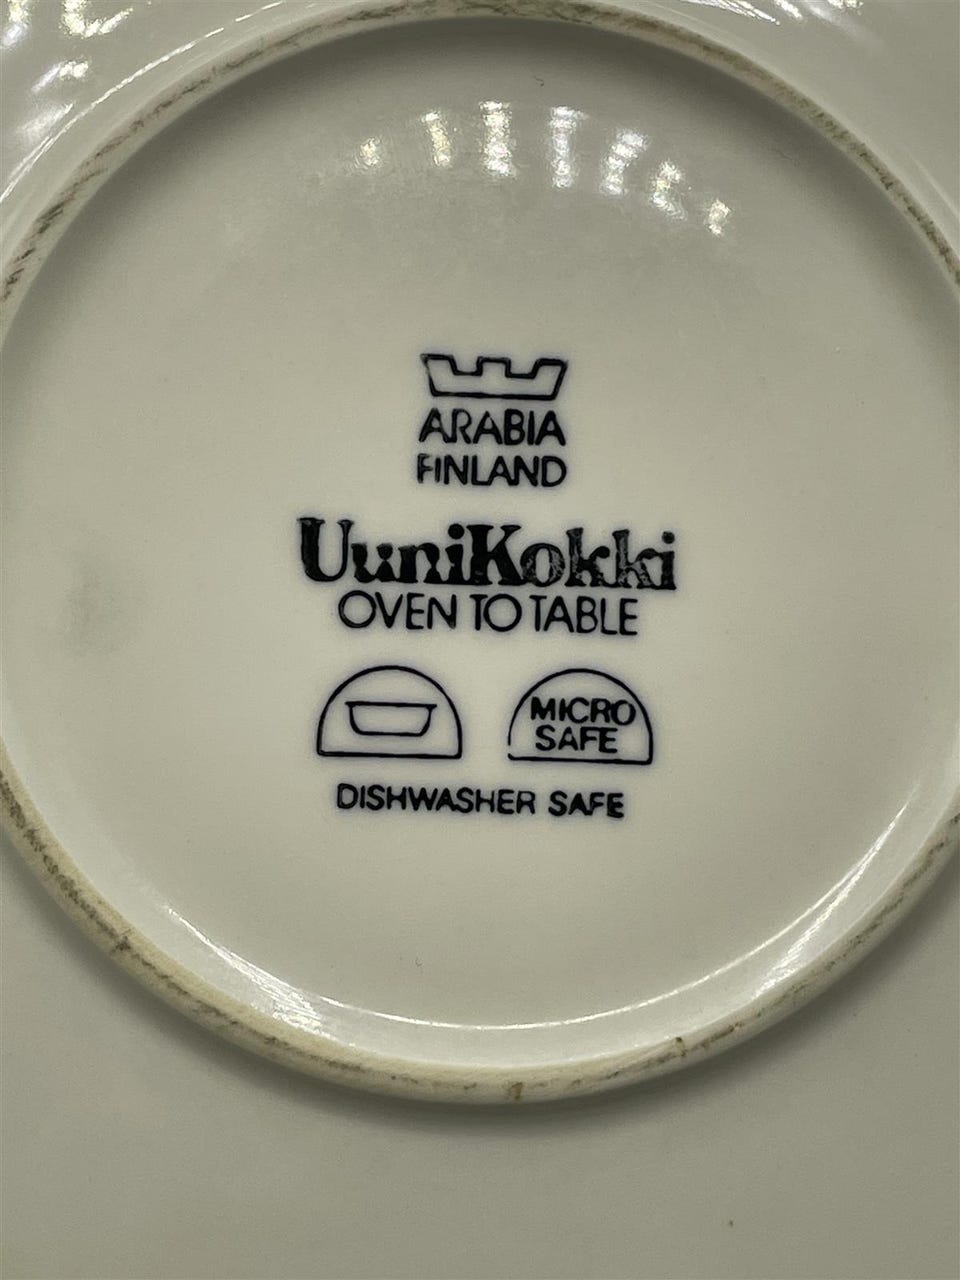 ARABIA
FINLAND
UuniKokki
OVEN TO TABLE
MICRO
SAFE
DISHWASHER SAFE